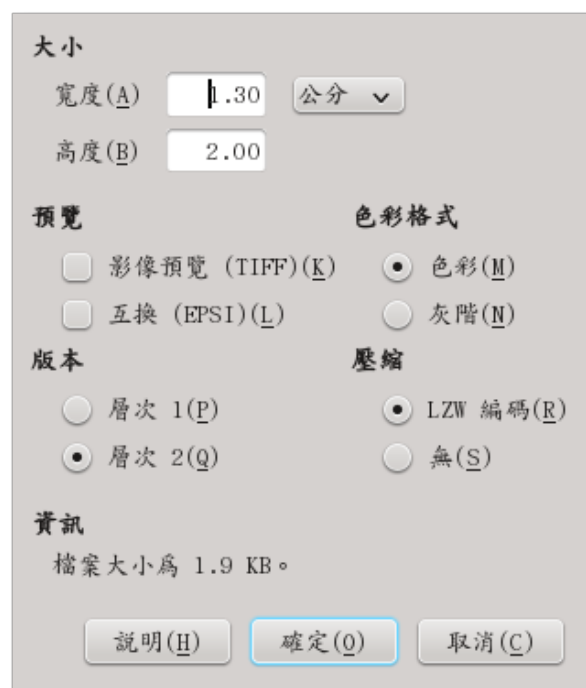 大小
寬度(A) 1.30 公分
高度(B) 2.00
預覽 色彩格式
影像預覽 (TIFF)(K) 色彩(M)
互換 (EPSI)(L) 灰階(N)
版本 壓縮
層次 1(P) LZW 編碼(R)
層次 2(Q) 無(S)
資訊
檔案大小爲 1.9 KB。
説明(H) 確定(O) 取消(C)